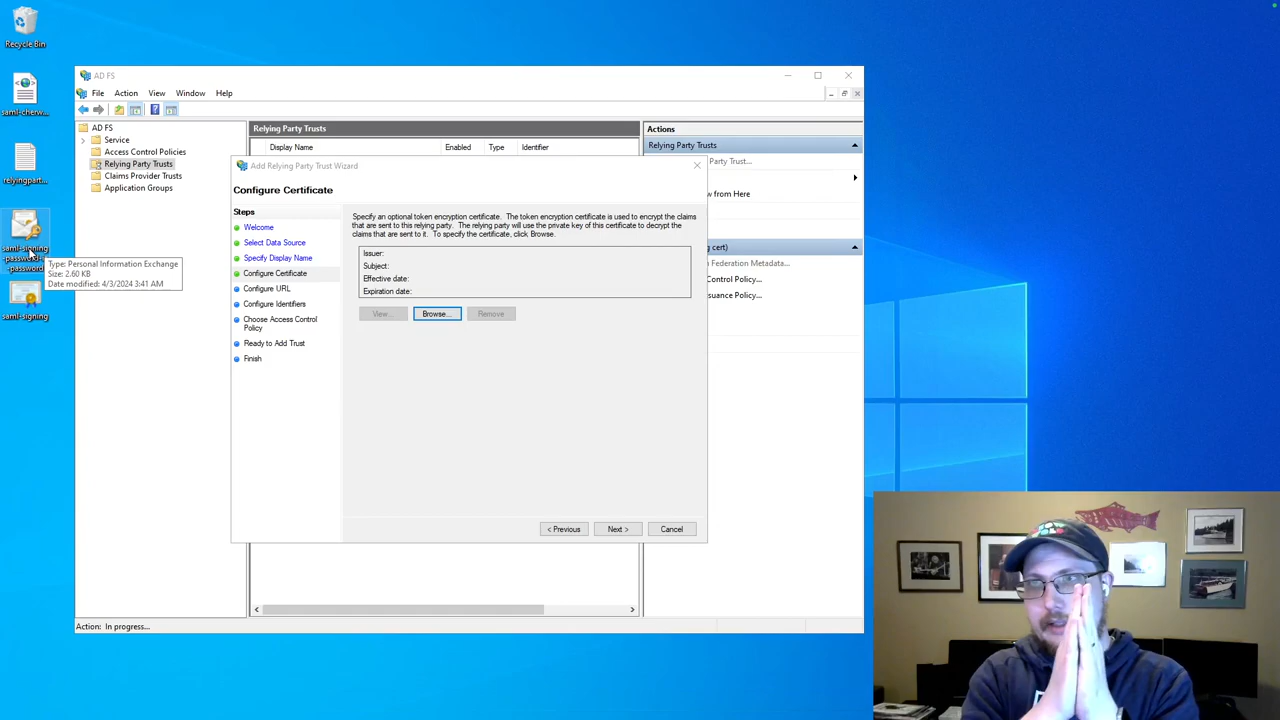 Recycle Bin
saml-cherw...
relyingpart...
saml-signing
-password-
-password
saml-signing
Type: Personal Information Exchange
Size: 2.60 KB
Date modified: 4/3/2024 3:41 AM
AD FS
File Action View Window Help
AD FS
Service
Access Control Policies
Relying Party Trusts
Claims Provider Trusts
Application Groups
Relying Party Trusts
Display Name Enabled Type Identifier
Actions
Relying Party Trusts
Party Trust...
ew from Here
g cert)
Federation Metadata...
Control Policy...
suance Policy...
Add Relying Party Trust Wizard
Configure Certificate
Steps
Welcome
Select Data Source
Specify Display Name
Configure Certificate
Configure URL
Configure Identifiers
Choose Access Control
Policy
Ready to Add Trust
Finish
Specify an optional token encryption certificate. The token encryption certificate is used to encrypt the claims
that are sent to this relying party. The relying party will use the private key of this certificate to decrypt the
claims that are sent to it. To specify the certificate, click Browse.
Issuer:
Subject:
Effective date:
Expiration date:
View... Browse... Remove
< Previous Next > Cancel
Action: In progress...